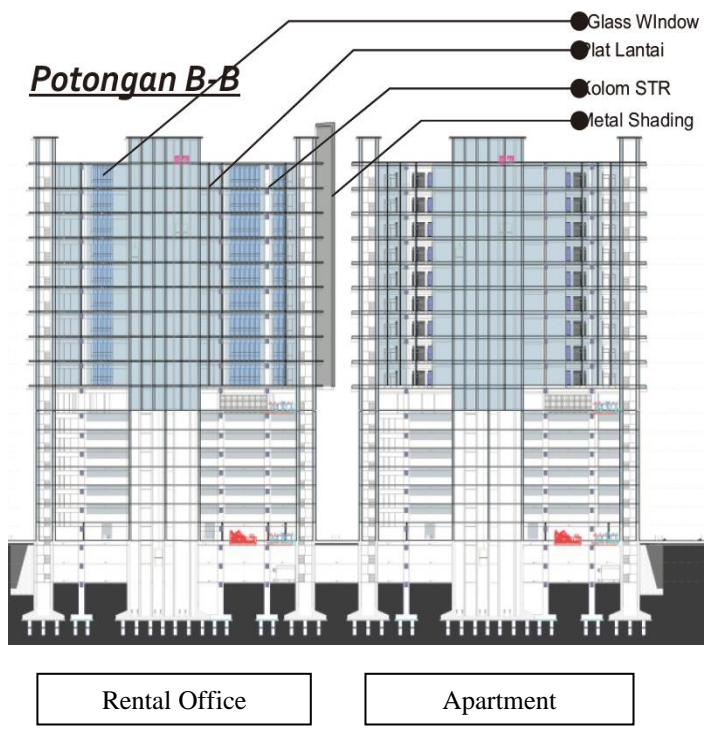 Glass WIndow
Potongan B-B
Plat Lantai
Kolom STR
Metal Shading
Rental Office
Apartment